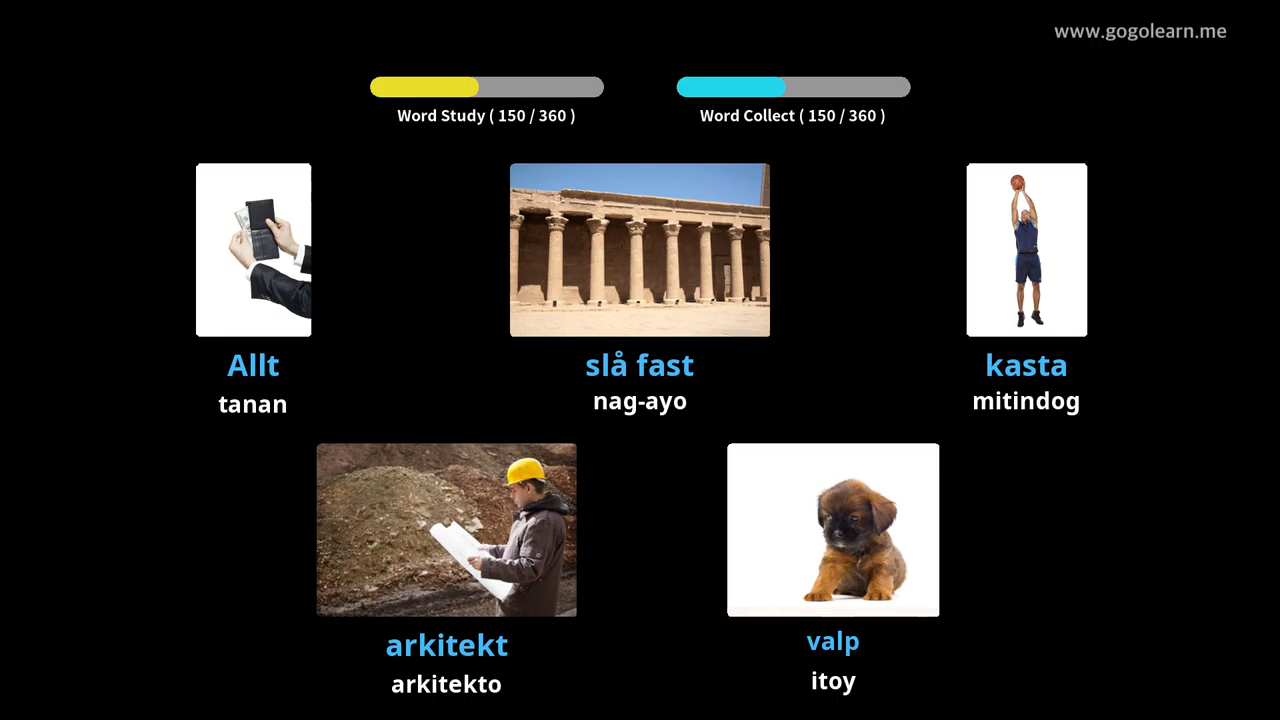 www.gogolearn.me
Word Study ( 150 / 360 )
Word Collect ( 150 / 360 )
Allt
tanan
slå fast
nag-ayo
kasta
mitindog
arkitekt
arkitekto
valp
itoy